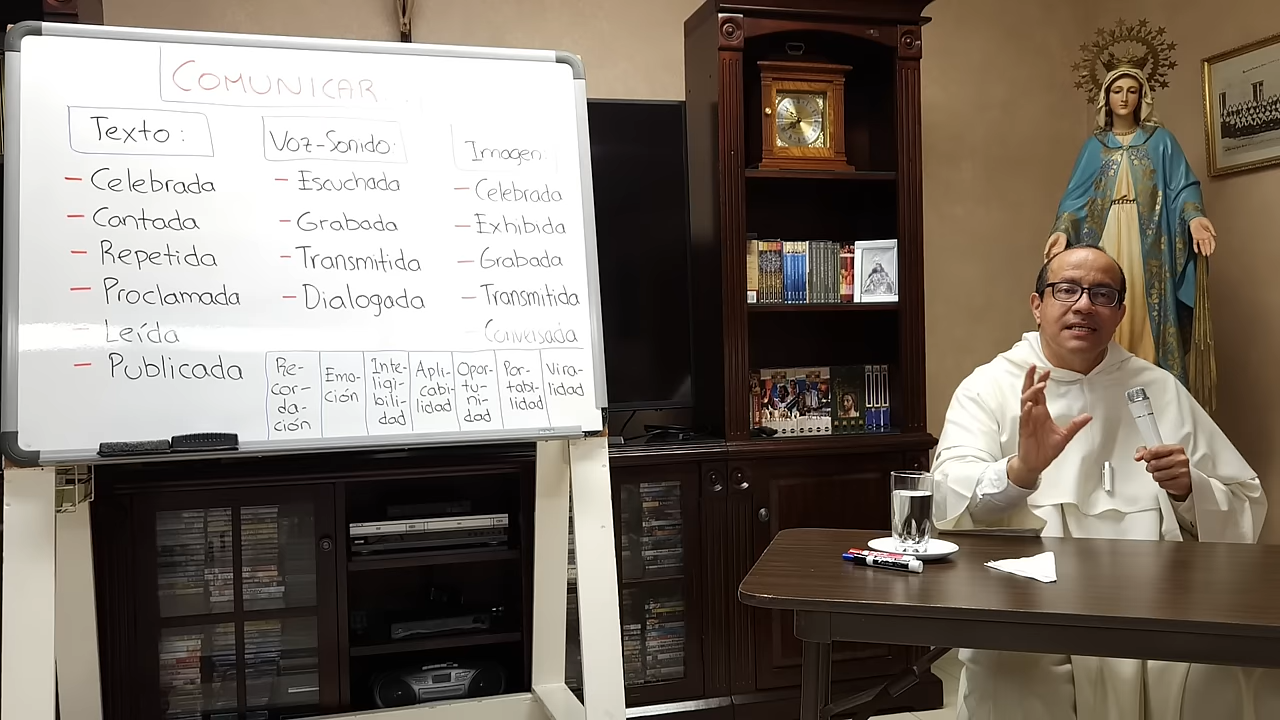 COMUNICAR
Texto:
- Celebrada
- Cantada
- Repetida
- Proclamada
- Leída
- Publicada
Voz-Sonido:
- Escuchada
- Grabada
- Transmitida
- Dialogada
Imagen:
- Celebrada
- Exhibida
- Grabada
- Transmitida
- Conversada
Re-
cor-
da-
ción
Emo-
ción
Inte-
ligi-
bili-
dad
Apli-
cabi-
lidad
Opor-
tu-
ni-
dad
Por-
tabi-
lidad
Vira-
lidad